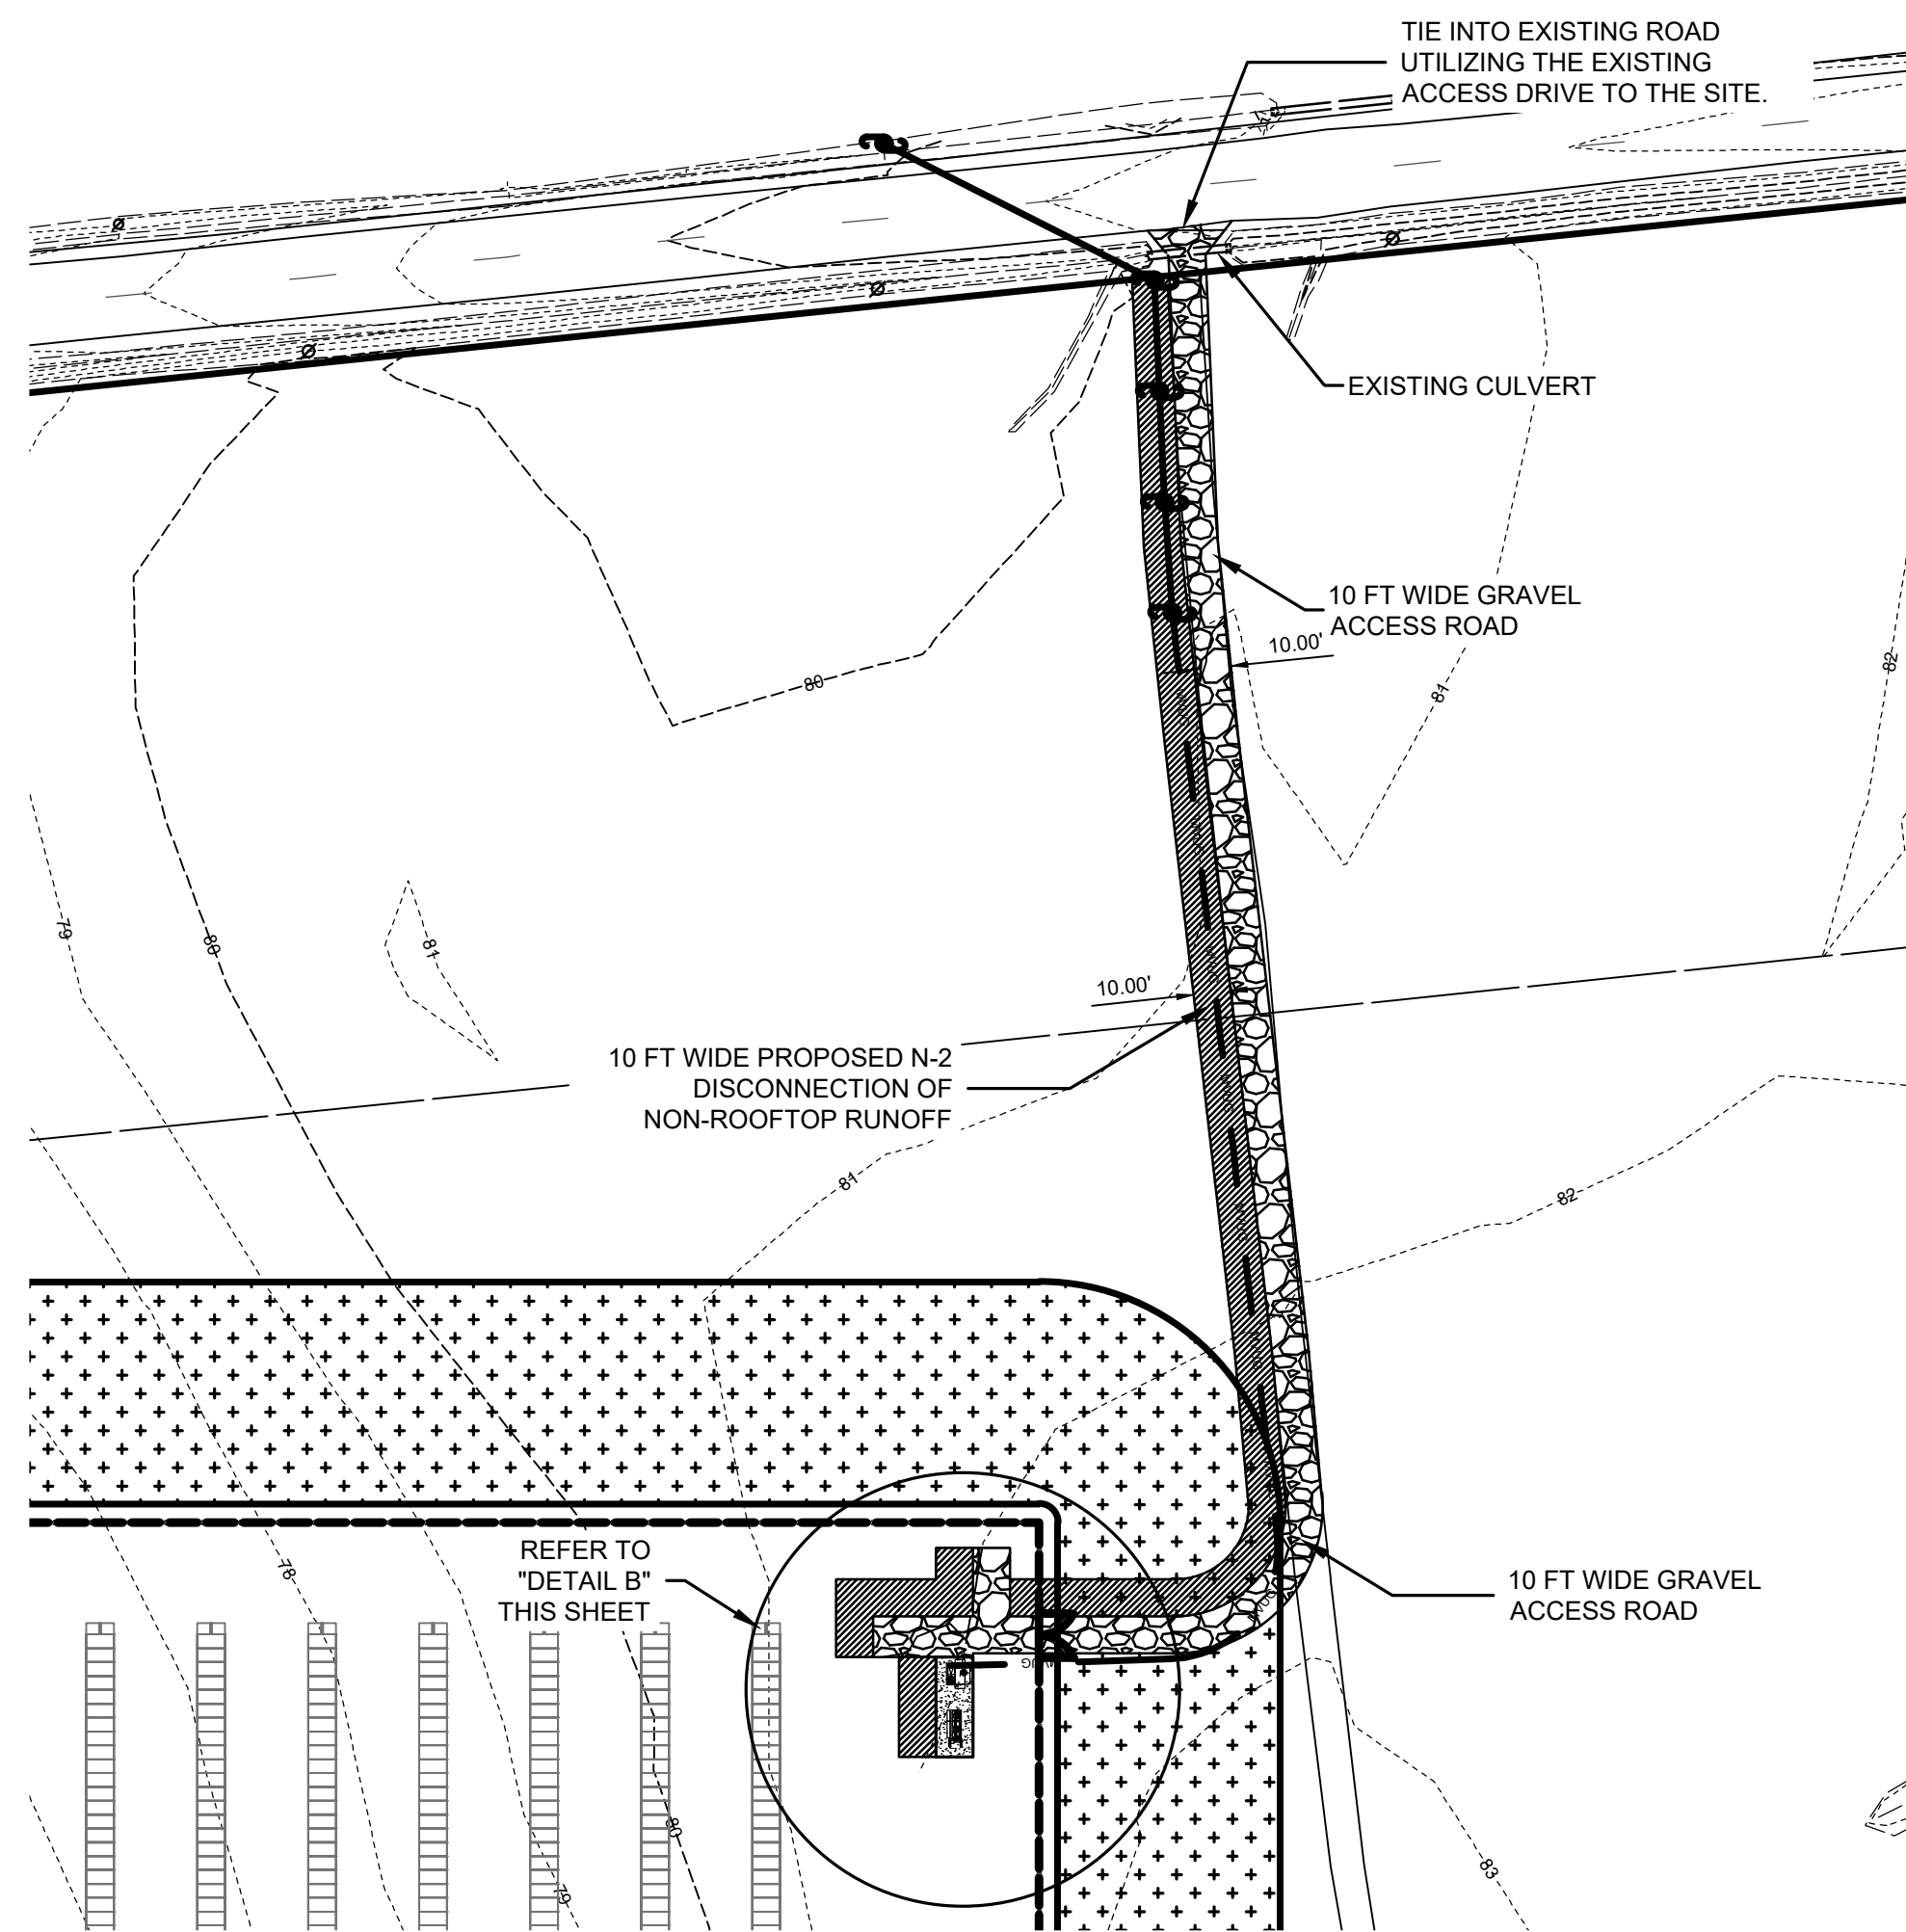 TIE INTO EXISTING ROAD
UTILIZING THE EXISTING
ACCESS DRIVE TO THE SITE.
EXISTING CULVERT
10 FT WIDE GRAVEL
ACCESS ROAD
10.00'
82
81
80
79
80
81
10.00'
10 FT WIDE PROPOSED N-2
DISCONNECTION OF
NON-ROOFTOP RUNOFF
81
82
REFER TO
"DETAIL B"
THIS SHEET
78
10 FT WIDE GRAVEL
ACCESS ROAD
80
79
83